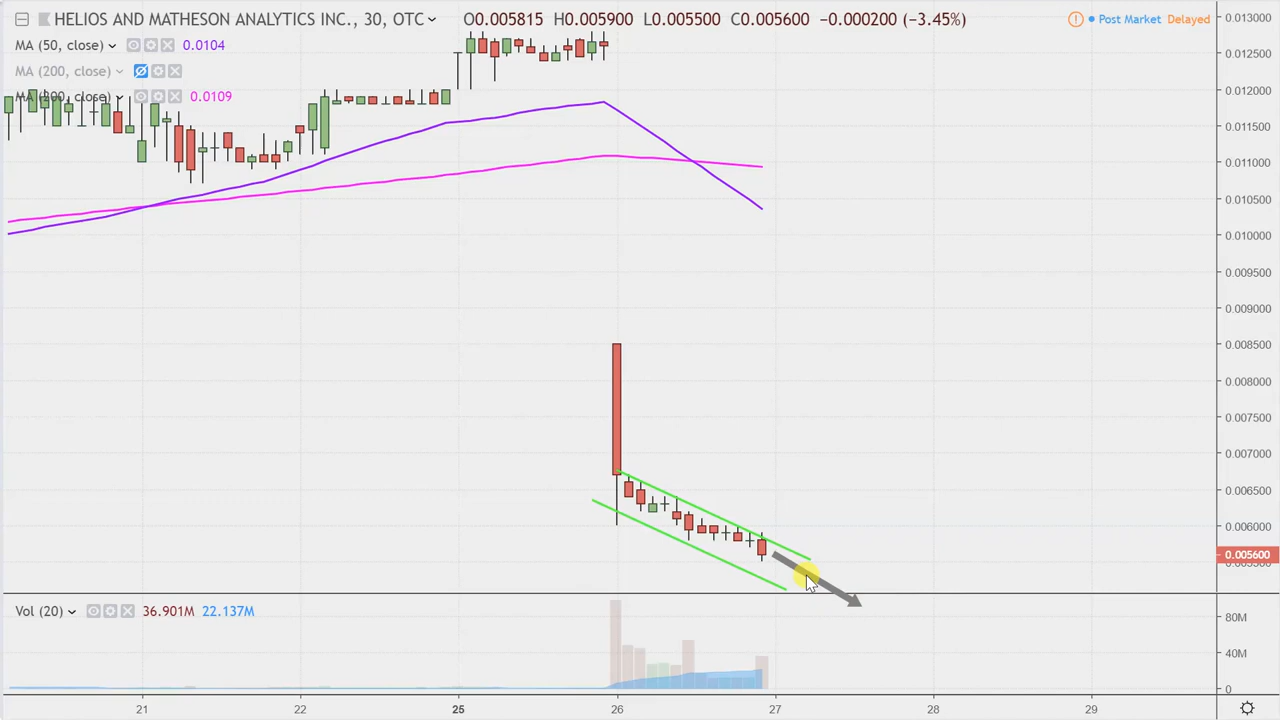 HELIOS AND MATHESON ANALYTICS INC., 30, OTC O0.005815 H0.005900 L0.005500 C0.005600 −0.000200 (−3.45%) Post Market Delayed
MA (50, close) 0.0104
MA (200, close)
MA (200, close) 0.0109
0.013000
0.012500
0.012000
0.011500
0.011000
0.010500
0.010000
0.009500
0.009000
0.008500
0.008000
0.007500
0.007000
0.006500
0.006000
0.005600
Vol (20) 36.901M 22.137M
80M
40M
0
21 22 25 26 27 28 29